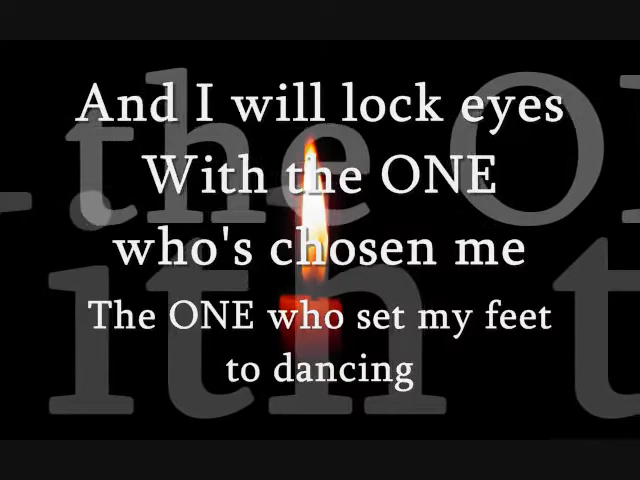 And I will lock eyes
With the ONE
who's chosen me
The ONE who set my feet
to dancing